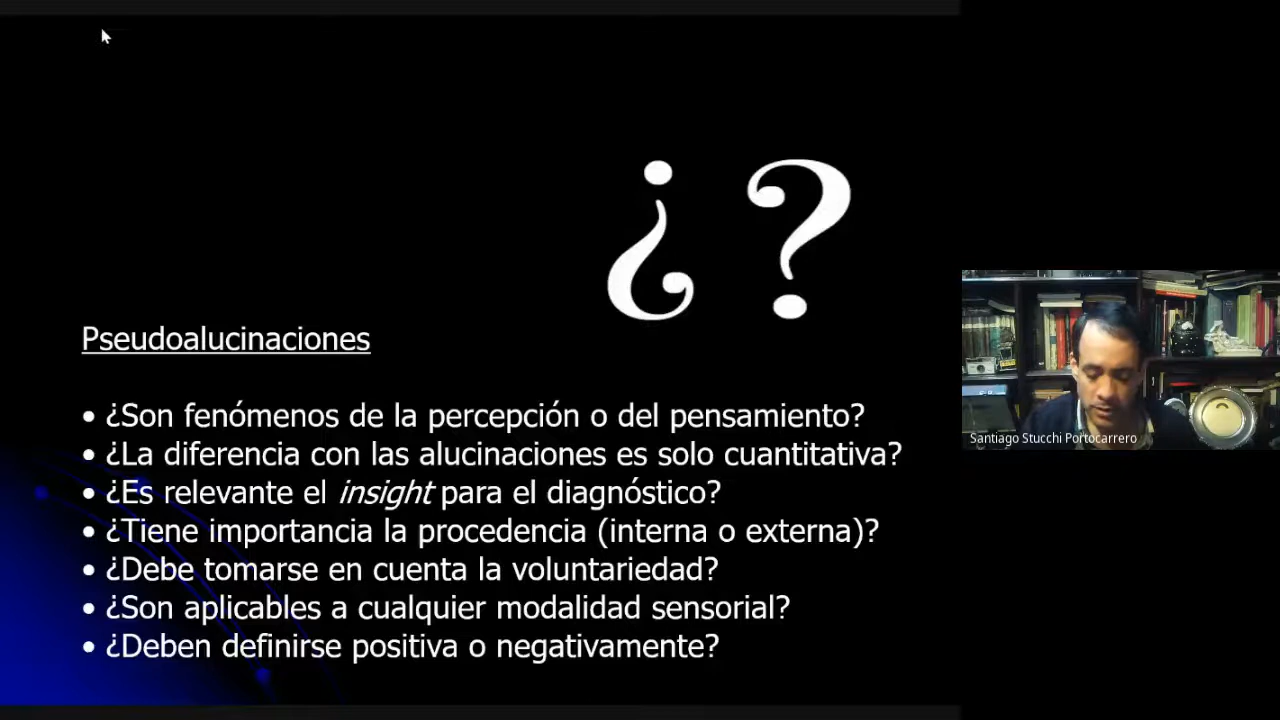 ¿ ?
Pseudoalucinaciones
• ¿Son fenómenos de la percepción o del pensamiento?
• ¿La diferencia con las alucinaciones es solo cuantitativa?
• ¿Es relevante el insight para el diagnóstico?
• ¿Tiene importancia la procedencia (interna o externa)?
• ¿Debe tomarse en cuenta la voluntariedad?
• ¿Son aplicables a cualquier modalidad sensorial?
• ¿Deben definirse positiva o negativamente?
Santiago Stucchi Portocarrero